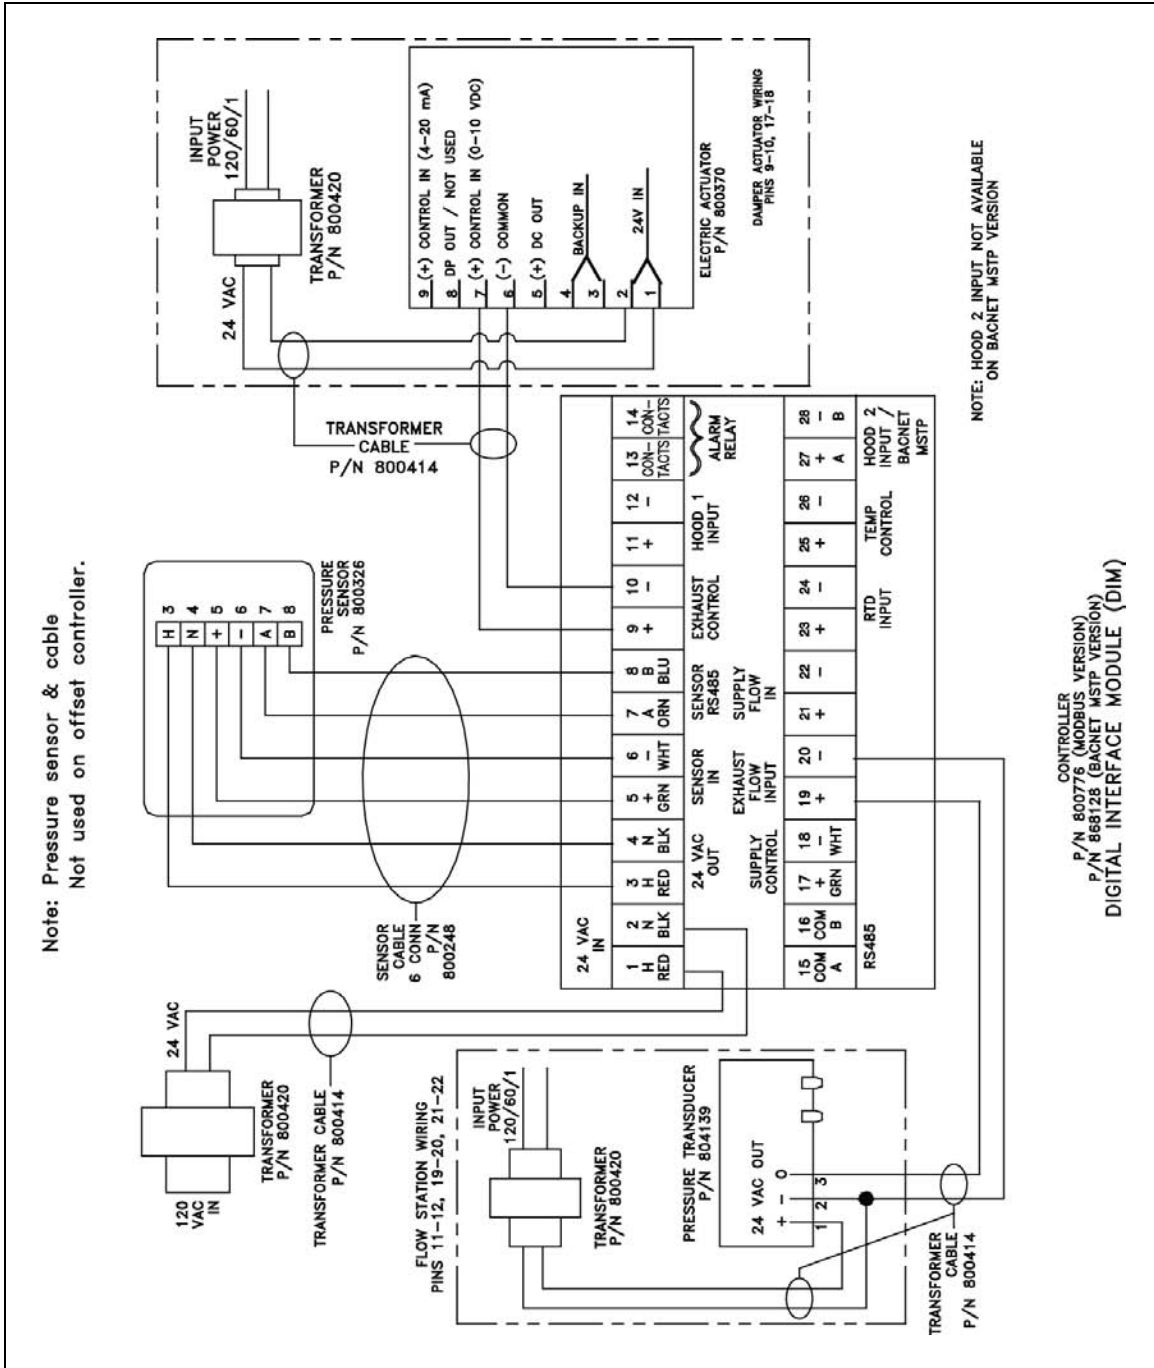 Note: Pressure sensor & cable
Not used on offset controller.
120
VAC
IN
24 VAC
TRANSFORMER
P/N 800420
TRANSFORMER CABLE
P/N 800414
H
N
+
-
A
B
3
4
5
6
7
8
PRESSURE
SENSOR
P/N 800326
SENSOR
CABLE
6 CONN
P/N
800248
INPUT
POWER
120/60/1
24 VAC
TRANSFORMER
P/N 800420
TRANSFORMER
CABLE
P/N 800414
9 (+) CONTROL IN (4-20 mA)
8 DP OUT / NOT USED
7 (+) CONTROL IN (0-10 VDC)
6 (-) COMMON
5 (+) DC OUT
4
3
BACKUP IN
2
1
24V IN
ELECTRIC ACTUATOR
P/N 800370
DAMPER ACTUATOR WIRING
PINS 9-10, 17-18
FLOW STATION WIRING
PINS 11-12, 19-20, 21-22
INPUT
POWER
120/60/1
TRANSFORMER
P/N 800420
PRESSURE TRANSDUCER
P/N 804139
24 VAC OUT
+ - O
1 2 3
TRANSFORMER
CABLE
P/N 800414
24 VAC
IN
1 2 3 4 5 6 7 8 9 10 11 12 13 14
H N H N + - A B + - + - CON- CON-
RED BLK RED BLK GRN WHT ORN BLU TACTS TACTS
24 VAC
OUT
SENSOR
IN
SENSOR
RS485
EXHAUST
CONTROL
HOOD 1
INPUT
ALARM
RELAY
SUPPLY
CONTROL
EXHAUST
FLOW
INPUT
SUPPLY
FLOW
IN
15 16 17 18 19 20 21 22 23 24 25 26 27 28
COM COM + - + - + - + - + - + -
A B GRN WHT A B
RS485
RTD
INPUT
TEMP
CONTROL
HOOD 2
INPUT /
BACNET
MSTP
NOTE: HOOD 2 INPUT NOT AVAILABLE
ON BACNET MSTP VERSION
CONTROLLER
P/N 800776 (MODBUS VERSION)
P/N 868128 (BACNET MSTP VERSION)
DIGITAL INTERFACE MODULE (DIM)